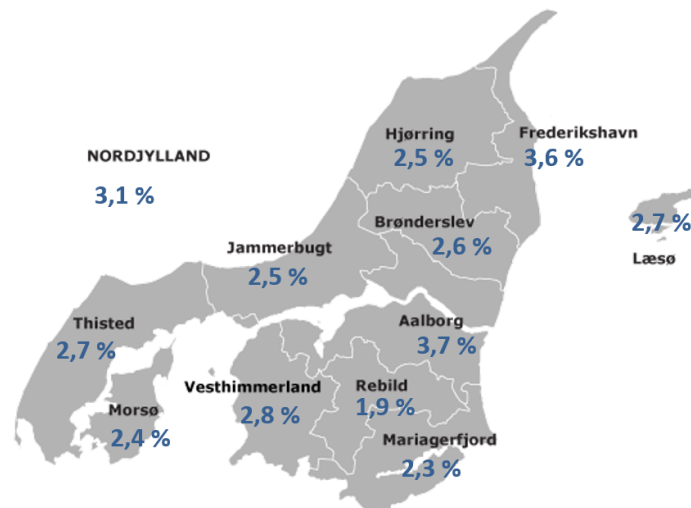 Hjørring
2,5 %
Frederikshavn
3,6 %
NORDJYLLAND
3,1 %
Brønderslev
2,6 %
2,7 %
Læsø
Jammerbugt
2,5 %
Thisted
2,7 %
Aalborg
3,7 %
Vesthimmerland
2,8 %
Rebild
1,9 %
Morsø
2,4 %
Mariagerfjord
2,3 %